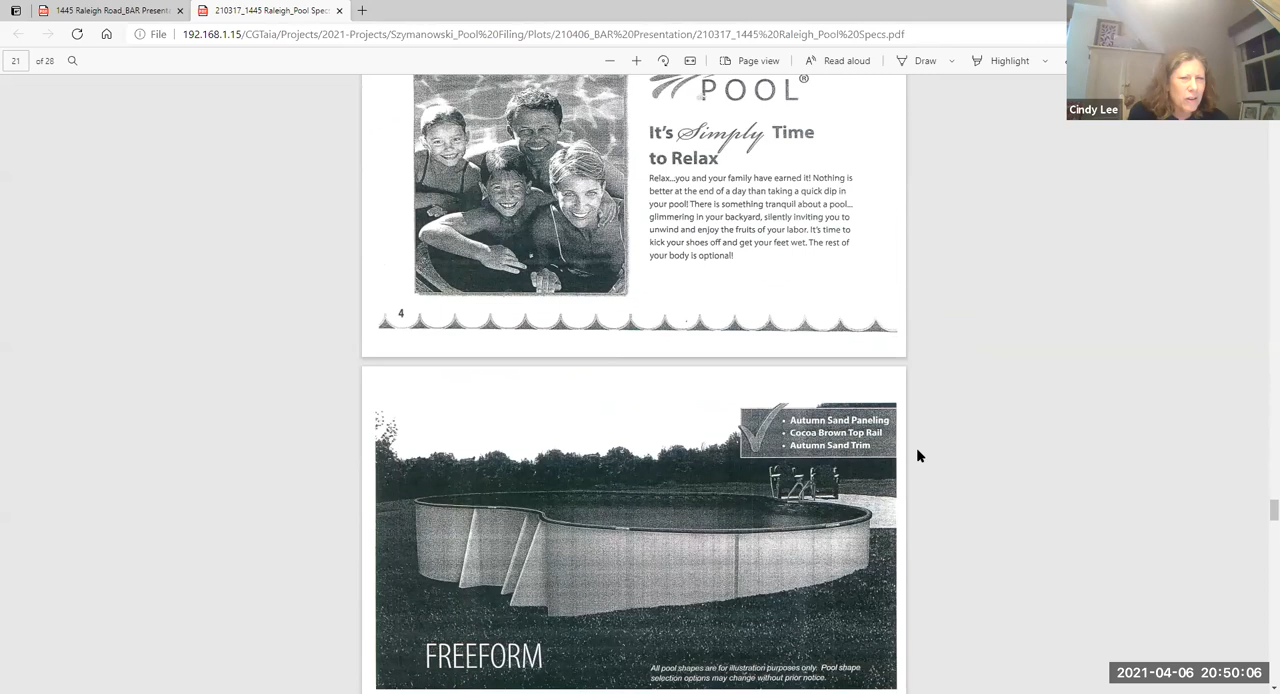 1445 Raleigh Road_BAR Presenta
210317_1445 Raleigh_Pool Spec
File
192.168.1.15/CGTaia/Projects/2021-Projects/Szymanowski_Pool%20Filing/Plots/210406_BAR%20Presentation/210317_1445%20Raleigh_Pool%20Specs.pdf
21 of 28
Page view
Read aloud
Draw
Highlight
Cindy Lee
POOL®
It's Simply Time
to Relax
Relax...you and your family have earned it! Nothing is
better at the end of a day than taking a quick dip in
your pool! There is something tranquil about a pool...
glimmering in your backyard, silently inviting you to
unwind and enjoy the fruits of your labor. It's time to
kick your shoes off and get your feet wet. The rest of
your body is optional!
4
• Autumn Sand Paneling
• Cocoa Brown Top Rail
• Autumn Sand Trim
FREEFORM
All pool shapes are for illustration purposes only. Pool shape
selection options may change without prior notice.
2021-04-06 20:50:06